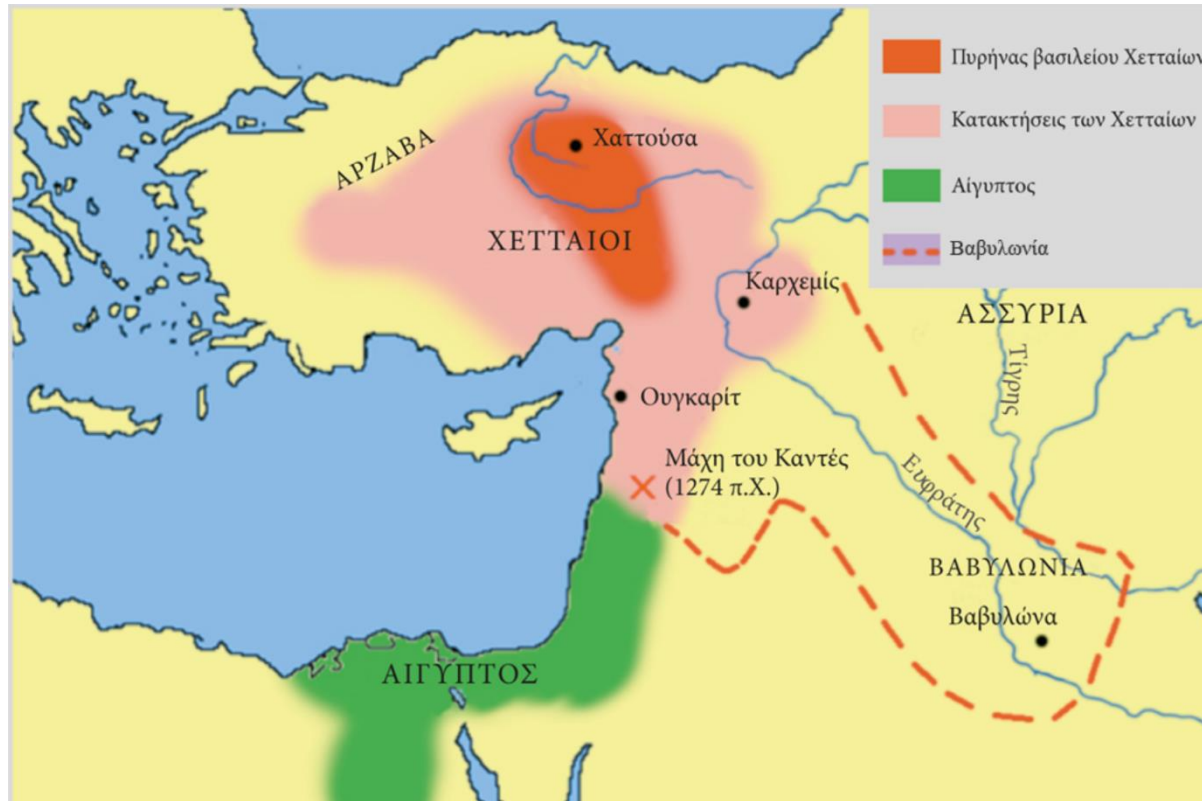 Πυρήνας βασιλείου Χετταίων
Κατακτήσεις των Χετταίων
Αίγυπτος
Βαβυλωνία
Χαττούσα
ΑΡΖΑΒΑ
ΧΕΤΤΑΙΟΙ
Καρχεμίς
ΑΣΣΥΡΙΑ
Τίγρης
Ουγκαρίτ
Μάχη του Καντές
(1274 π.Χ.)
Ευφράτης
ΒΑΒΥΛΩΝΙΑ
Βαβυλώνα
ΑΙΓΥΠΤΟΣ